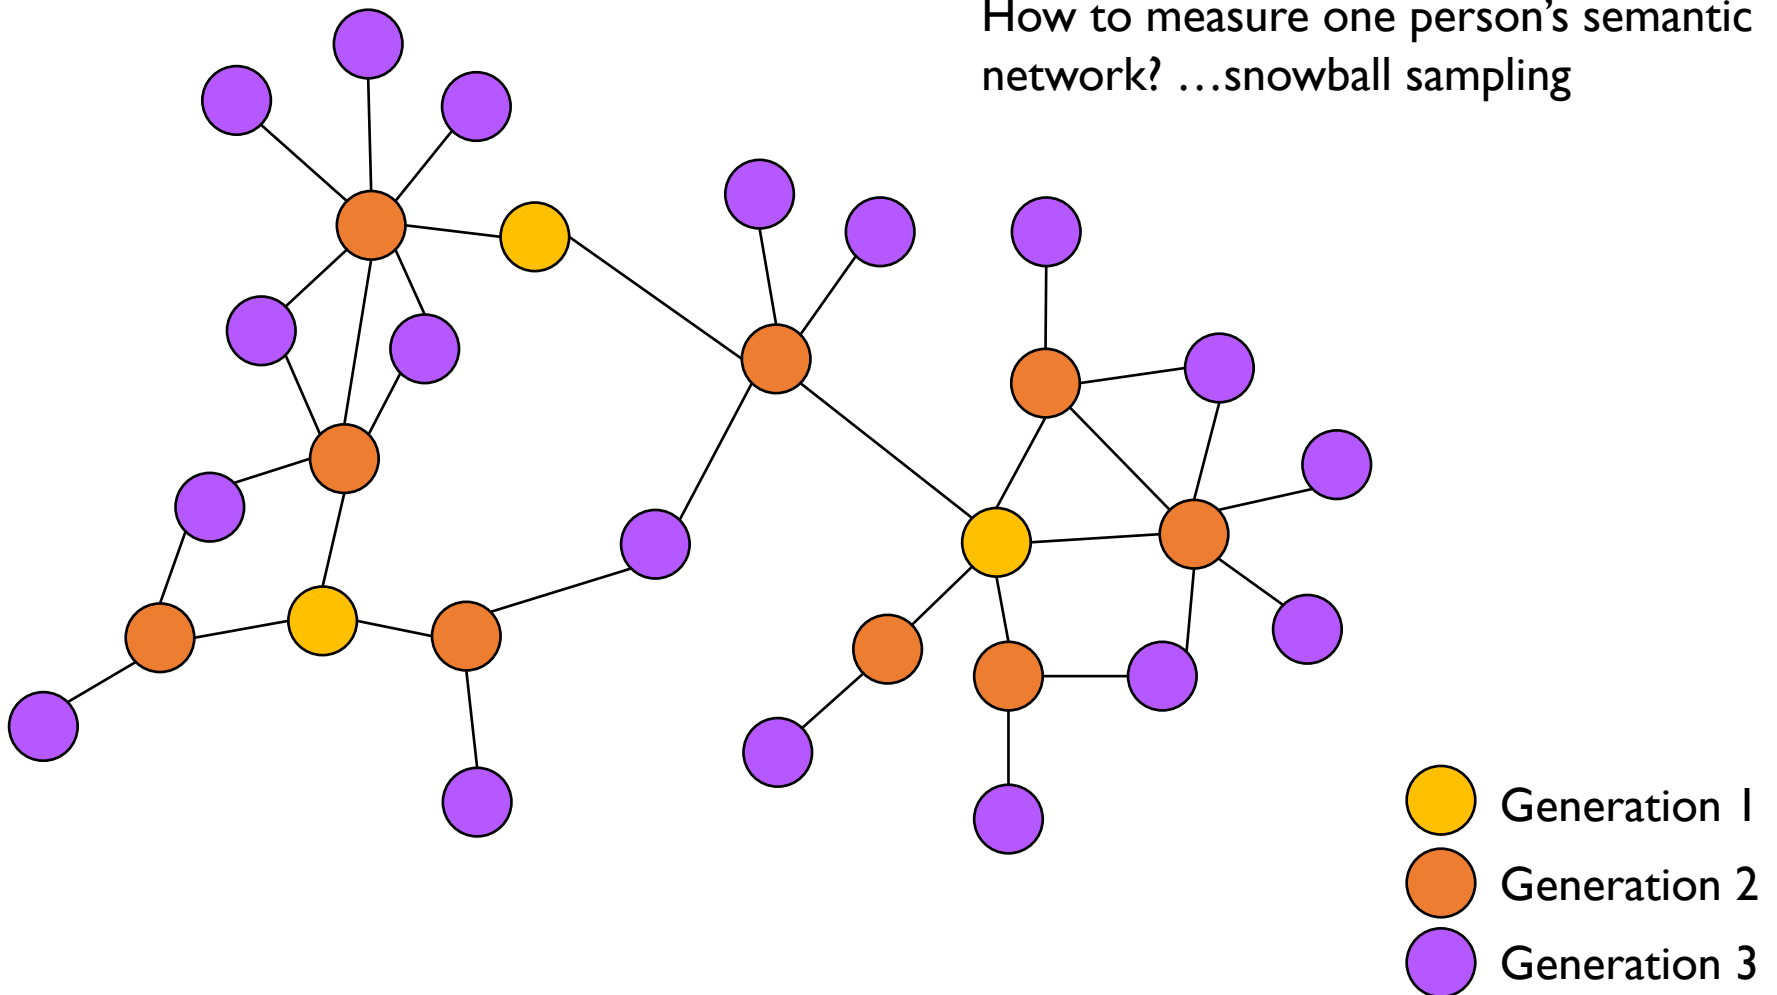 How to measure one person’s semantic
network? …snowball sampling
Generation 1
Generation 2
Generation 3